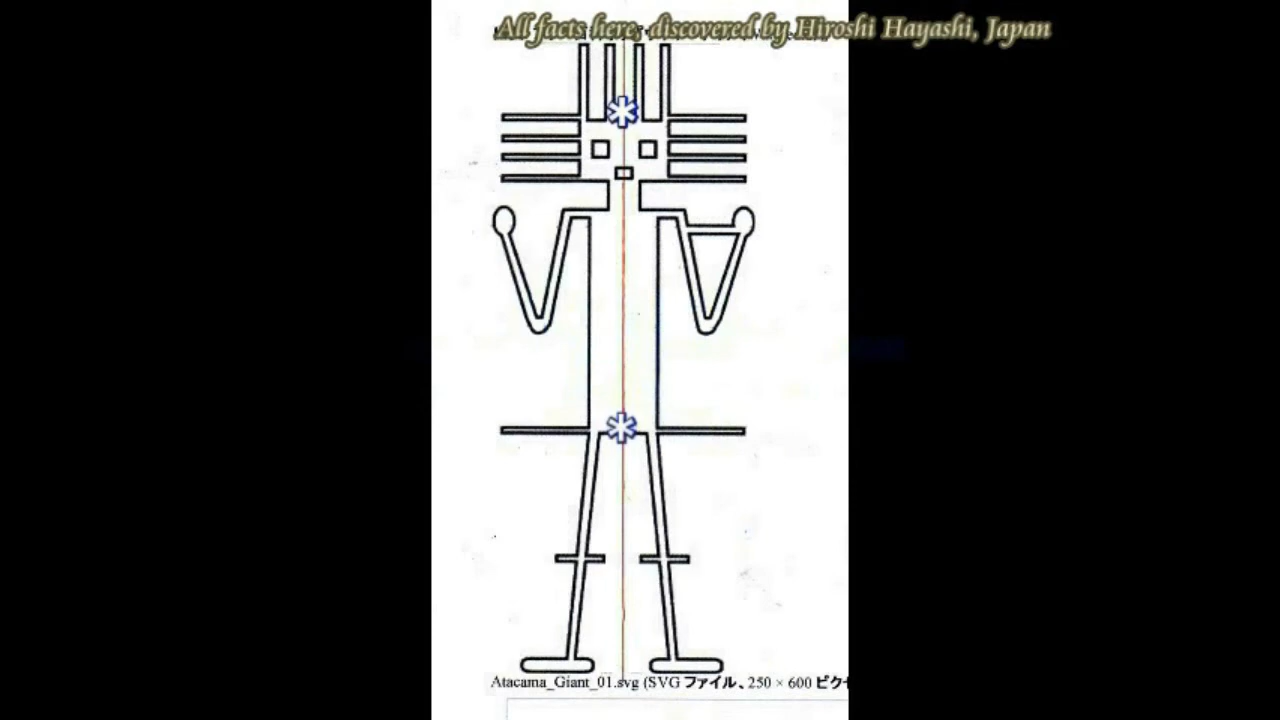 All facts here, discovered by Hiroshi Hayashi, Japan
Atacama_Giant_01.svg (SVG ファイル、250 × 600 ピクセ